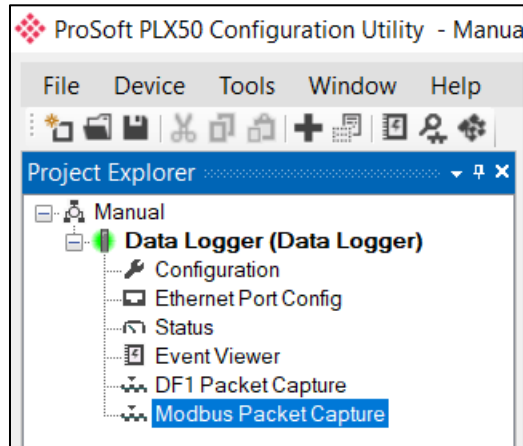 ProSoft PLX50 Configuration Utility - Manua
File Device Tools Window Help
Project Explorer
Manual
Data Logger (Data Logger)
Configuration
Ethernet Port Config
Status
Event Viewer
DF1 Packet Capture
Modbus Packet Capture